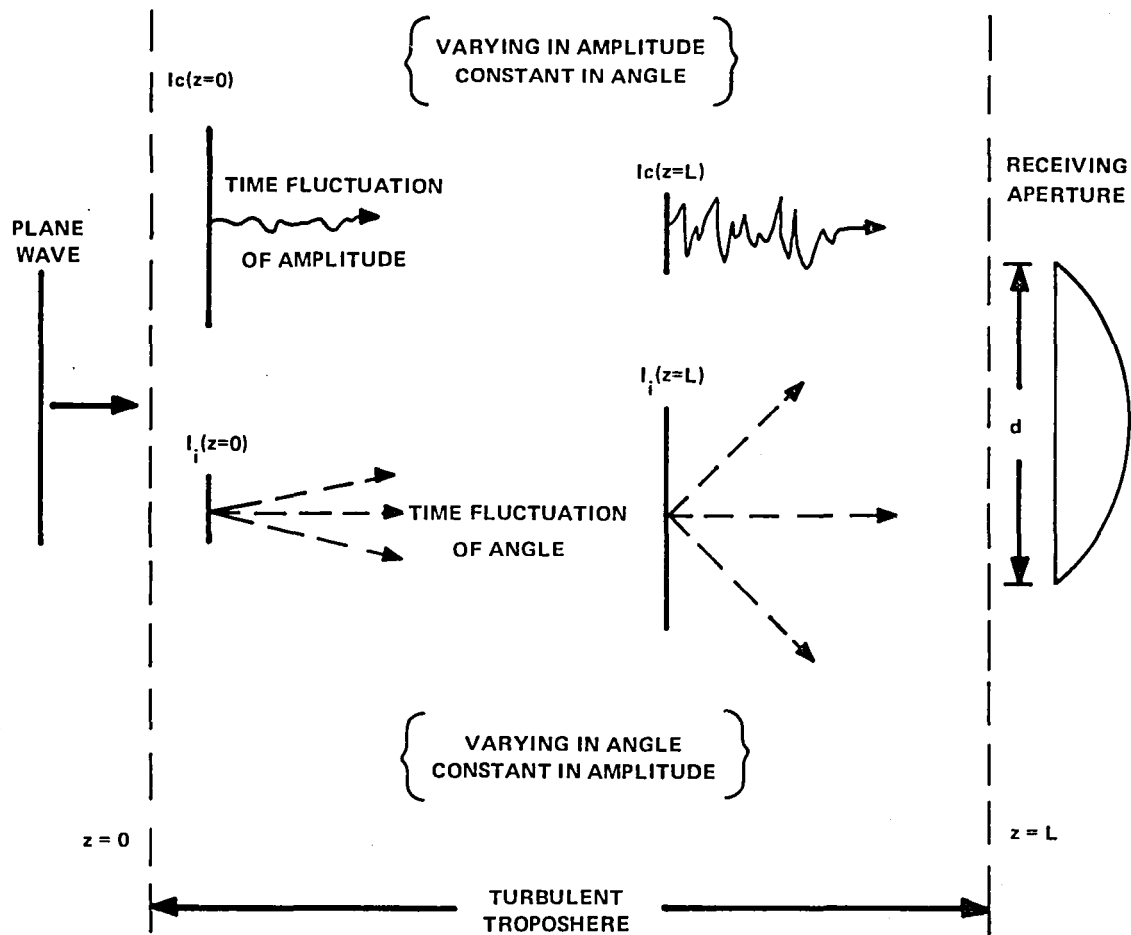 VARYING IN AMPLITUDE
CONSTANT IN ANGLE
Ic(z=0)
Ic(z=L)
RECEIVING
APERTURE
TIME FLUCTUATION
OF AMPLITUDE
PLANE
WAVE
Ii(z=0)
Ii(z=L)
d
TIME FLUCTUATION
OF ANGLE
VARYING IN ANGLE
CONSTANT IN AMPLITUDE
z = 0
z = L
TURBULENT
TROPOSHERE